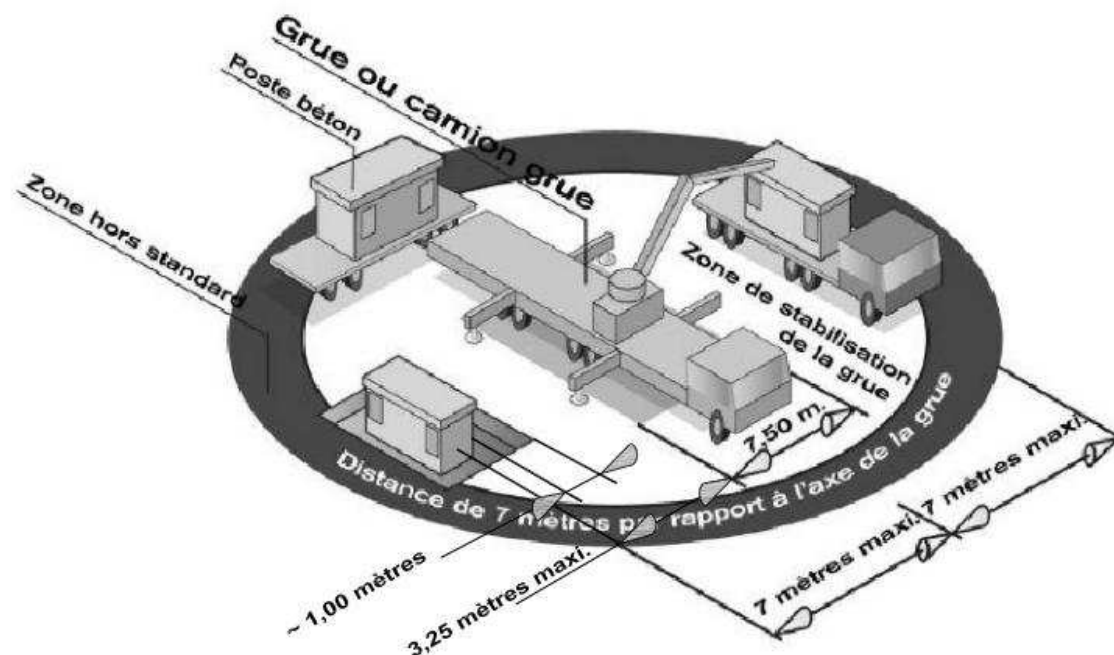 Grue ou camion grue
Poste béton
Zone hors standard
Zone de stabilisation
de la grue
7,50 m.
Distance de 7 mètres par rapport à l'axe de la grue
7 mètres maxi. 7 mètres maxi.
~ 1,00 mètres
3,25 mètres maxi.